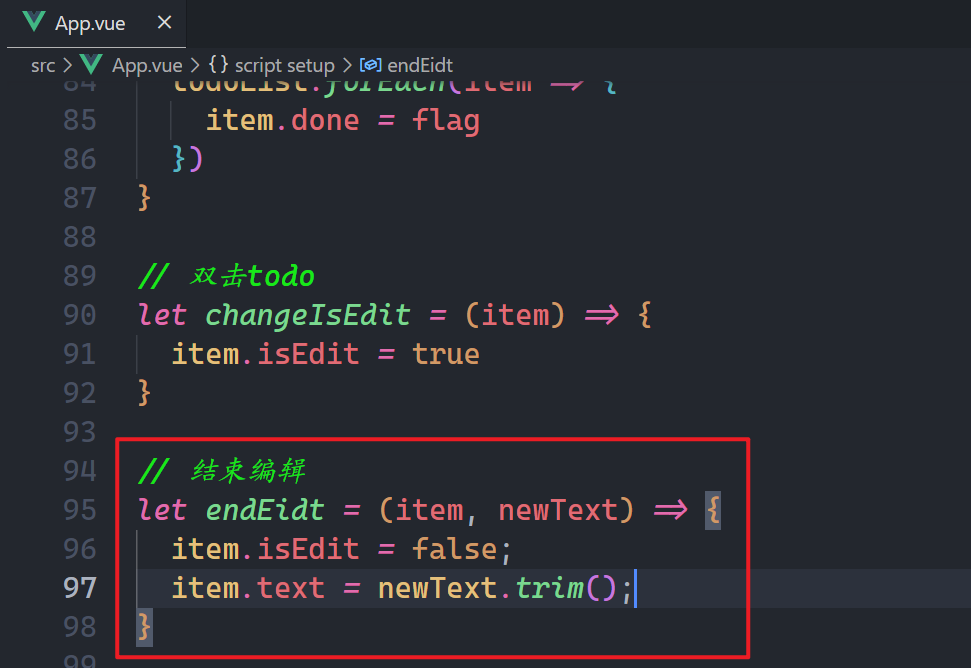 App.vue
src > App.vue > {} script setup > endEidt
84 todoList.forEach(item => {
85 item.done = flag
86 })
87 }
88
89 // 双击todo
90 let changeIsEdit = (item) => {
91 item.isEdit = true
92 }
93
94 // 结束编辑
95 let endEidt = (item, newText) => {
96 item.isEdit = false;
97 item.text = newText.trim();
98 }
99